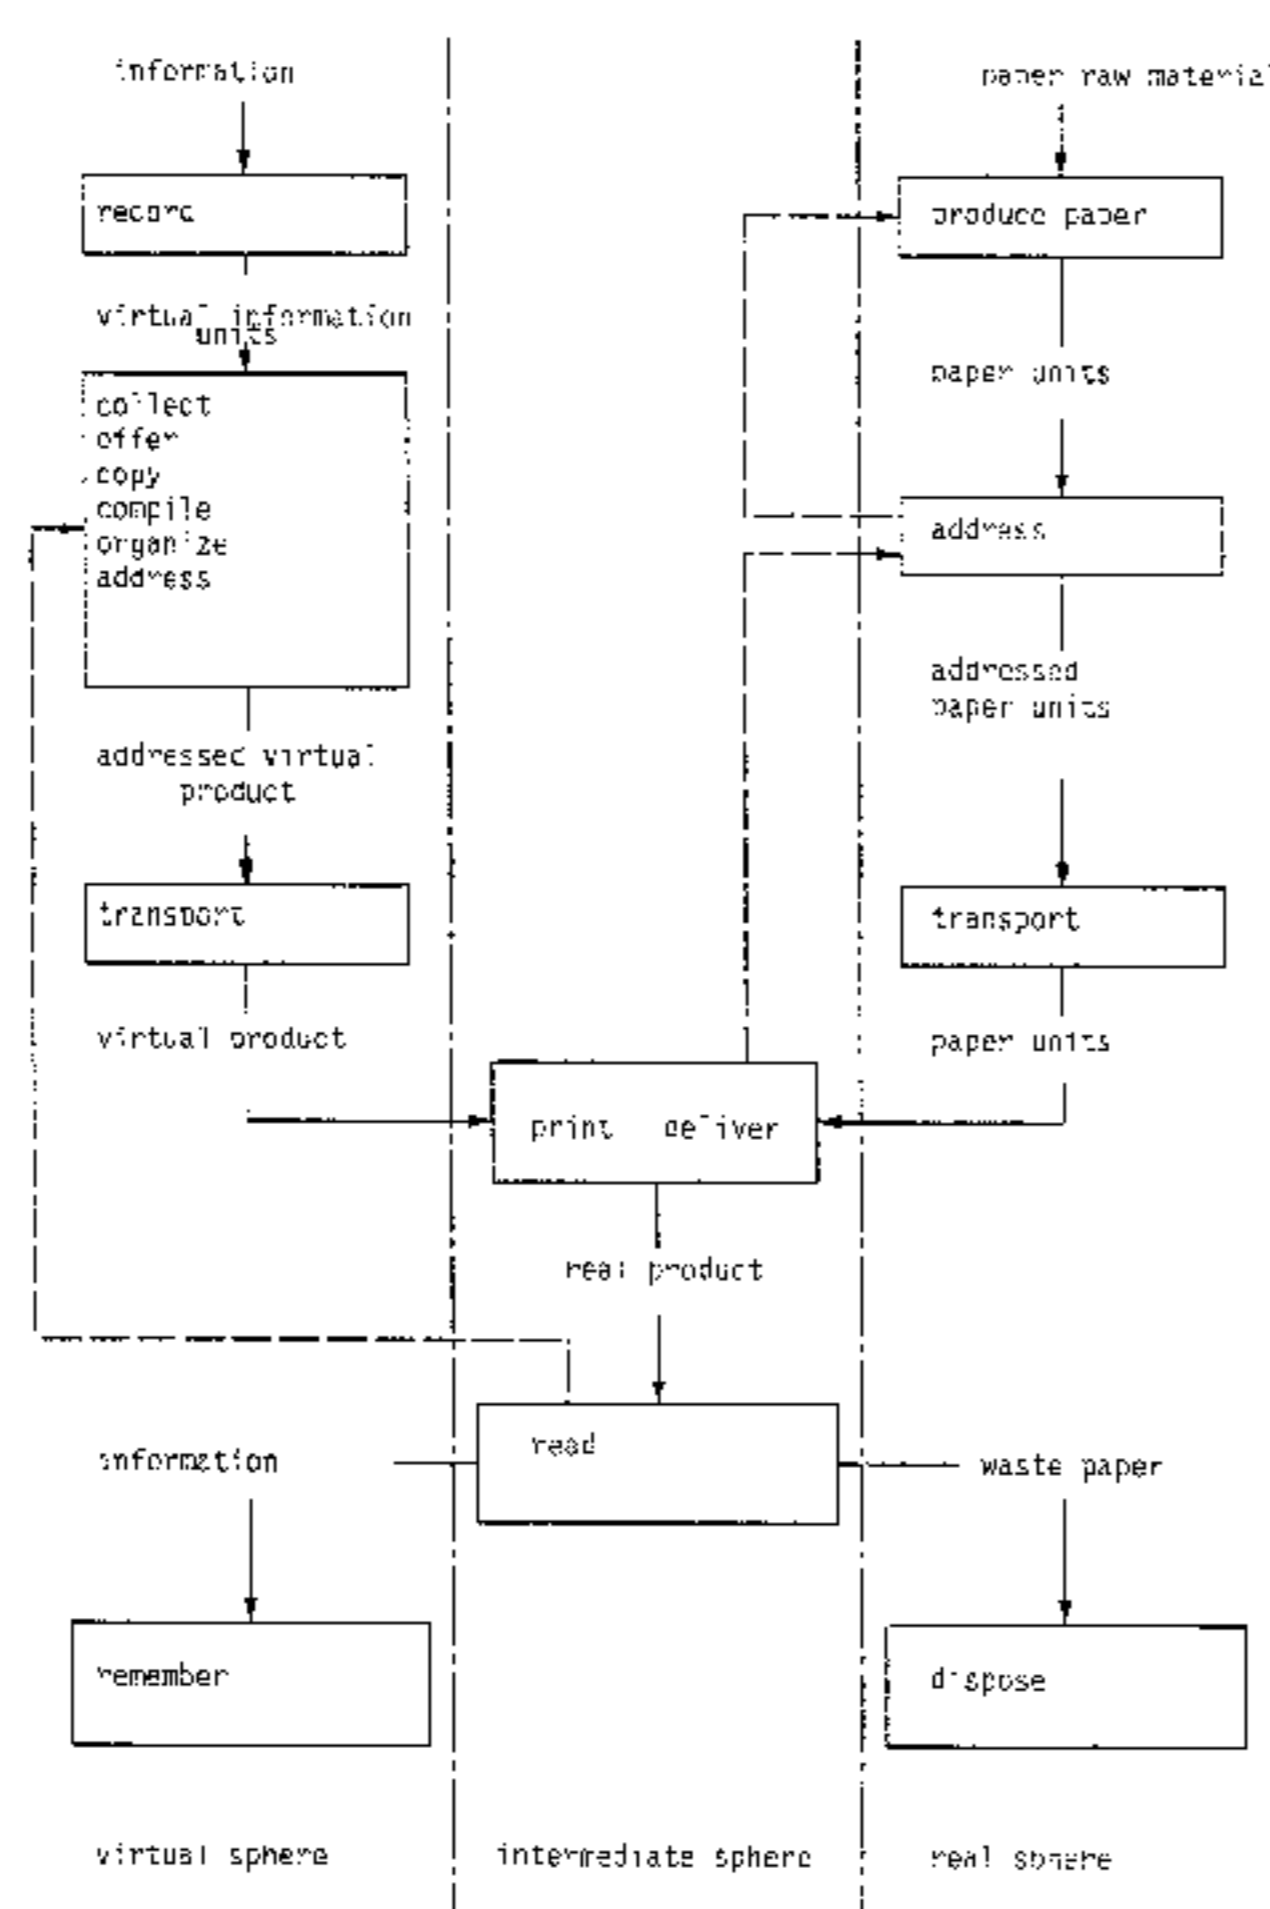 information
record
virtual information
units
collect
offer
copy
compile
organize
address
addressed virtual
product
transport
virtual product
paper raw material
produce paper
paper units
address
addressed
paper units
transport
paper units
print deliver
real product
read
information
waste paper
remember
dispose
virtual sphere
intermediate sphere
real sphere